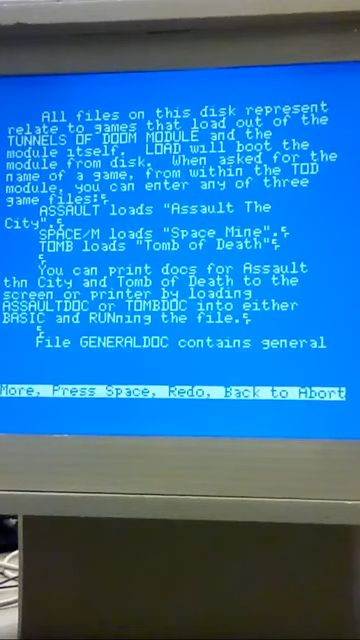 All files on this disk represent
relate to games that load out of the
TUNNELS OF DOOM MODULE and the
module itself.  LOAD will boot the
module from disk.  When asked for the
name of a game, from within the TOD
module, you can enter any of three
game files:
ASSAULT loads "Assault The
City".
SPACE/M loads "Space Mine".
TOMB loads "Tomb of Death"
You can print docs for Assault
thn City and Tomb of Death to the
screen or printer by loading
ASSAULTDOC or TOMBDOC into either
BASIC and RUNning the file.
File GENERALDOC contains general
More, Press Space, Redo, Back to Abort